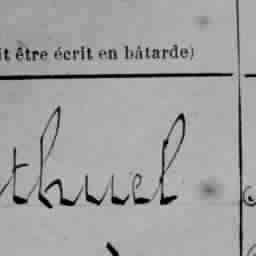 it être écrit en bâtarde)
thuel